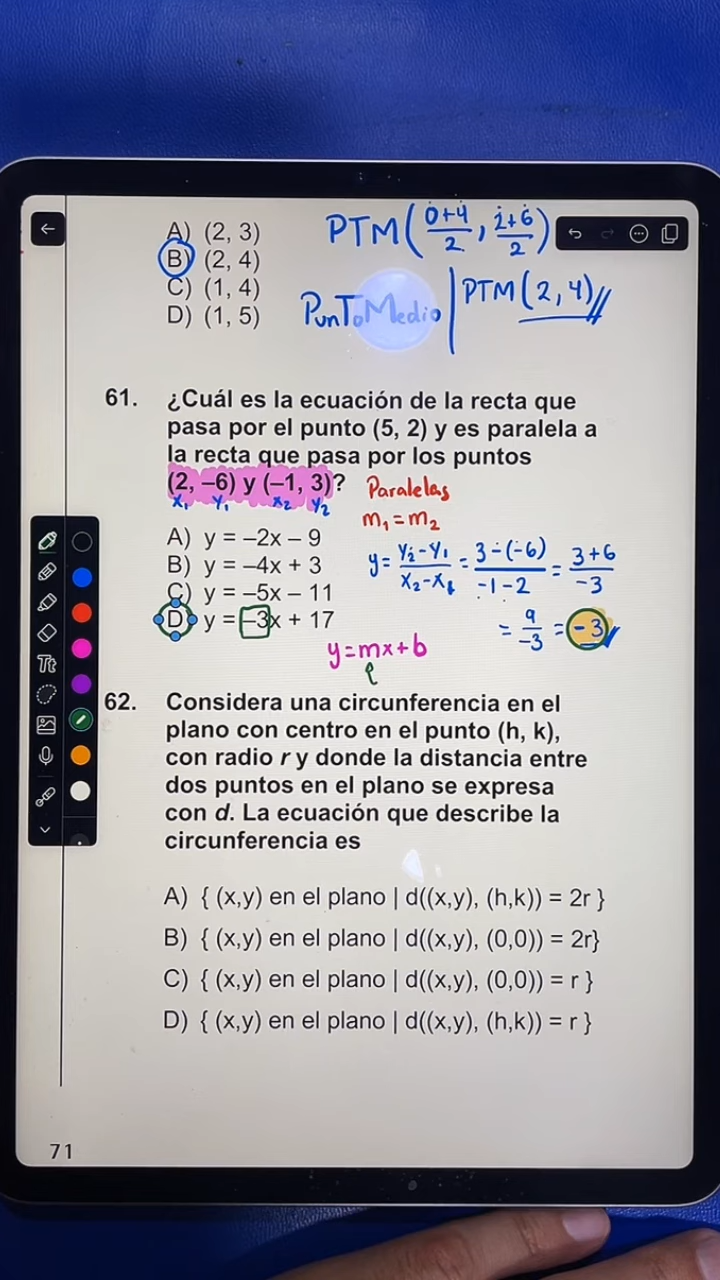 A) (2, 3)
B) (2, 4)
C) (1, 4)
D) (1, 5)
PTM(0+4/2, 2+6/2)
PunToMedio | PTM(2,4)
61. ¿Cuál es la ecuación de la recta que
pasa por el punto (5, 2) y es paralela a
la recta que pasa por los puntos
(2, –6) y (–1, 3)?
x₁ y₁ x₂ y₂
Paralelas
m₁=m₂
A) y = –2x – 9
B) y = –4x + 3
C) y = –5x – 11
D) y = –3x + 17
y= y₂-y₁/x₂-x₁ = 3-(-6)/-1-2 = 3+6/-3
= 9/-3 = -3
y=mx+b
62. Considera una circunferencia en el
plano con centro en el punto (h, k),
con radio r y donde la distancia entre
dos puntos en el plano se expresa
con d. La ecuación que describe la
circunferencia es
A) { (x,y) en el plano | d((x,y), (h,k)) = 2r }
B) { (x,y) en el plano | d((x,y), (0,0)) = 2r}
C) { (x,y) en el plano | d((x,y), (0,0)) = r }
D) { (x,y) en el plano | d((x,y), (h,k)) = r }
Tt
71